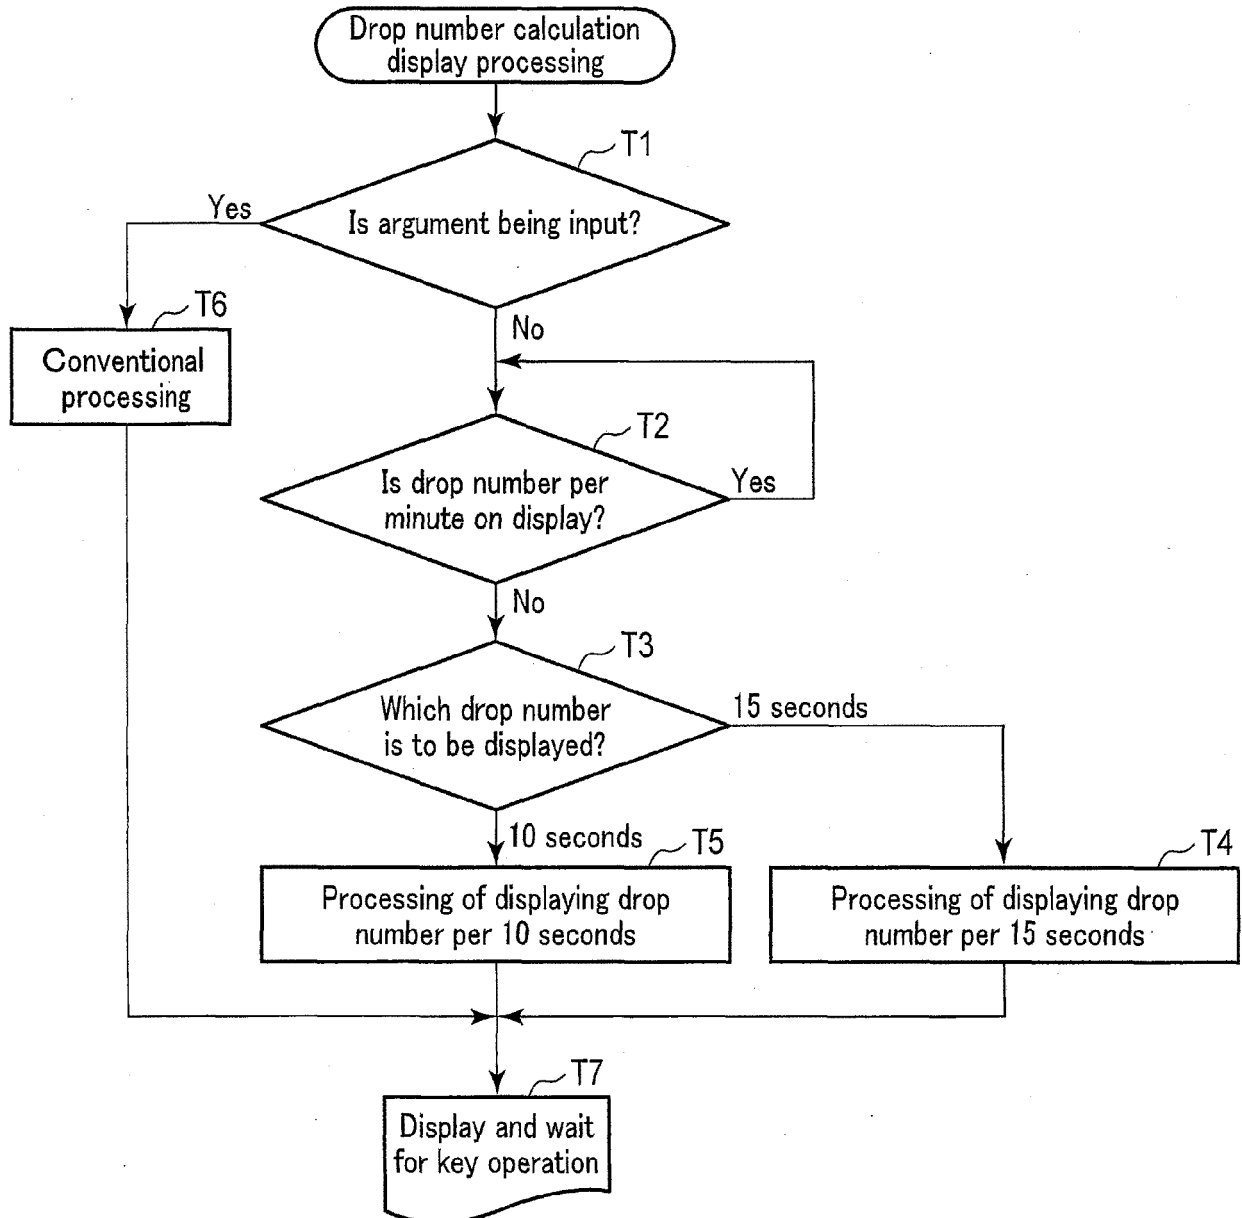 Drop number calculation
display processing
T1
Yes
Is argument being input?
T6
No
Conventional
processing
T2
Is drop number per
minute on display?
Yes
No
T3
Which drop number
is to be displayed?
15 seconds
10 seconds
T5
T4
Processing of displaying drop
number per 10 seconds
Processing of displaying drop
number per 15 seconds
T7
Display and wait
for key operation